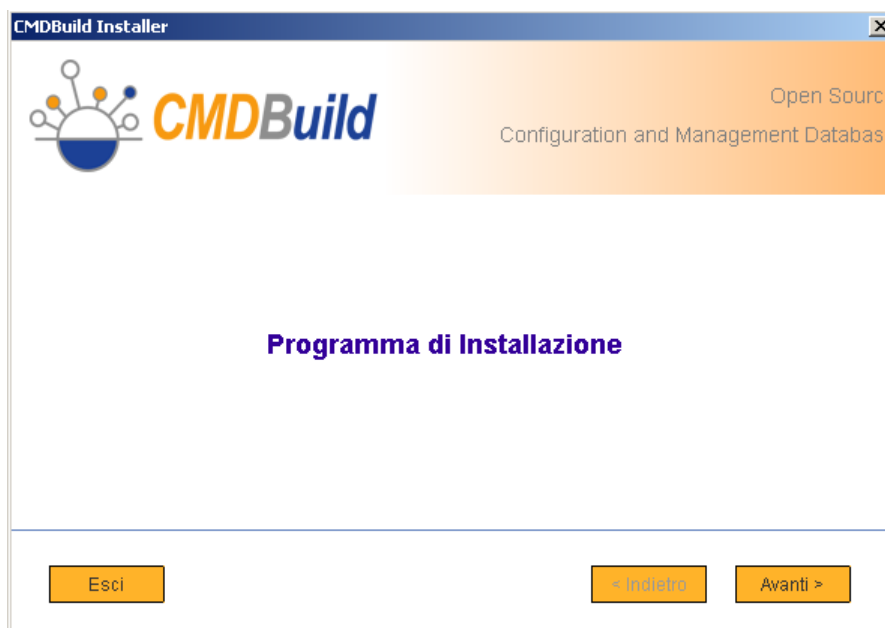 CMDBuild Installer
CMDBuild
Open Sourc
Configuration and Management Databas
Programma di Installazione
Esci
< Indietro
Avanti >